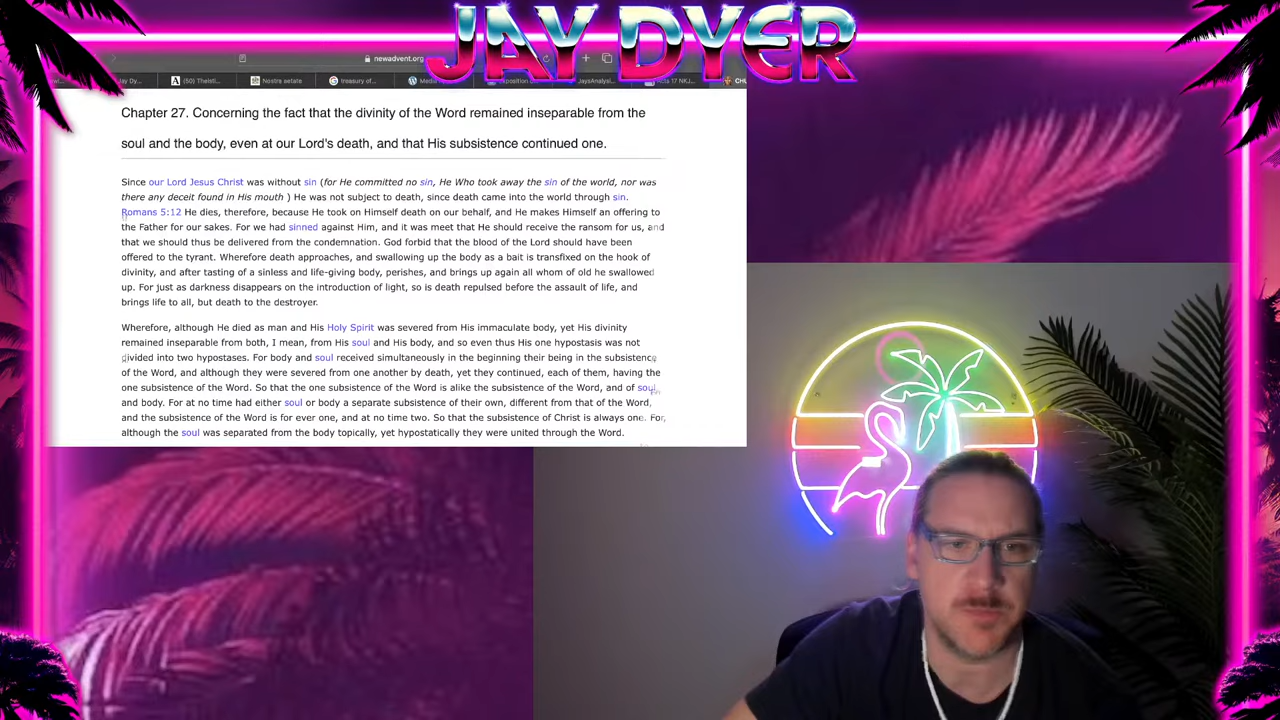 JAY DYER
newadvent.org
Jay Dy...
(50) Theisti...
Nostre aetate
treasury of...
JaysAnalysi...
17 NKJ...
Chapter 27. Concerning the fact that the divinity of the Word remained inseparable from the
soul and the body, even at our Lord's death, and that His subsistence continued one.
Since our Lord Jesus Christ was without sin (for He committed no sin, He Who took away the sin of the world, nor was
there any deceit found in His mouth ) He was not subject to death, since death came into the world through sin.
Romans 5:12 He dies, therefore, because He took on Himself death on our behalf, and He makes Himself an offering to
the Father for our sakes. For we had sinned against Him, and it was meet that He should receive the ransom for us, and
that we should thus be delivered from the condemnation. God forbid that the blood of the Lord should have been
offered to the tyrant. Wherefore death approaches, and swallowing up the body as a bait is transfixed on the hook of
divinity, and after tasting of a sinless and life-giving body, perishes, and brings up again all whom of old he swallowed
up. For just as darkness disappears on the introduction of light, so is death repulsed before the assault of life, and
brings life to all, but death to the destroyer.
Wherefore, although He died as man and His Holy Spirit was severed from His immaculate body, yet His divinity
remained inseparable from both, I mean, from His soul and His body, and so even thus His one hypostasis was not
divided into two hypostases. For body and soul received simultaneously in the beginning their being in the subsistence
of the Word, and although they were severed from one another by death, yet they continued, each of them, having the
one subsistence of the Word. So that the one subsistence of the Word is alike the subsistence of the Word, and of soul
and body. For at no time had either soul or body a separate subsistence of their own, different from that of the Word,
and the subsistence of the Word is for ever one, and at no time two. So that the subsistence of Christ is always one. For,
although the soul was separated from the body topically, yet hypostatically they were united through the Word.